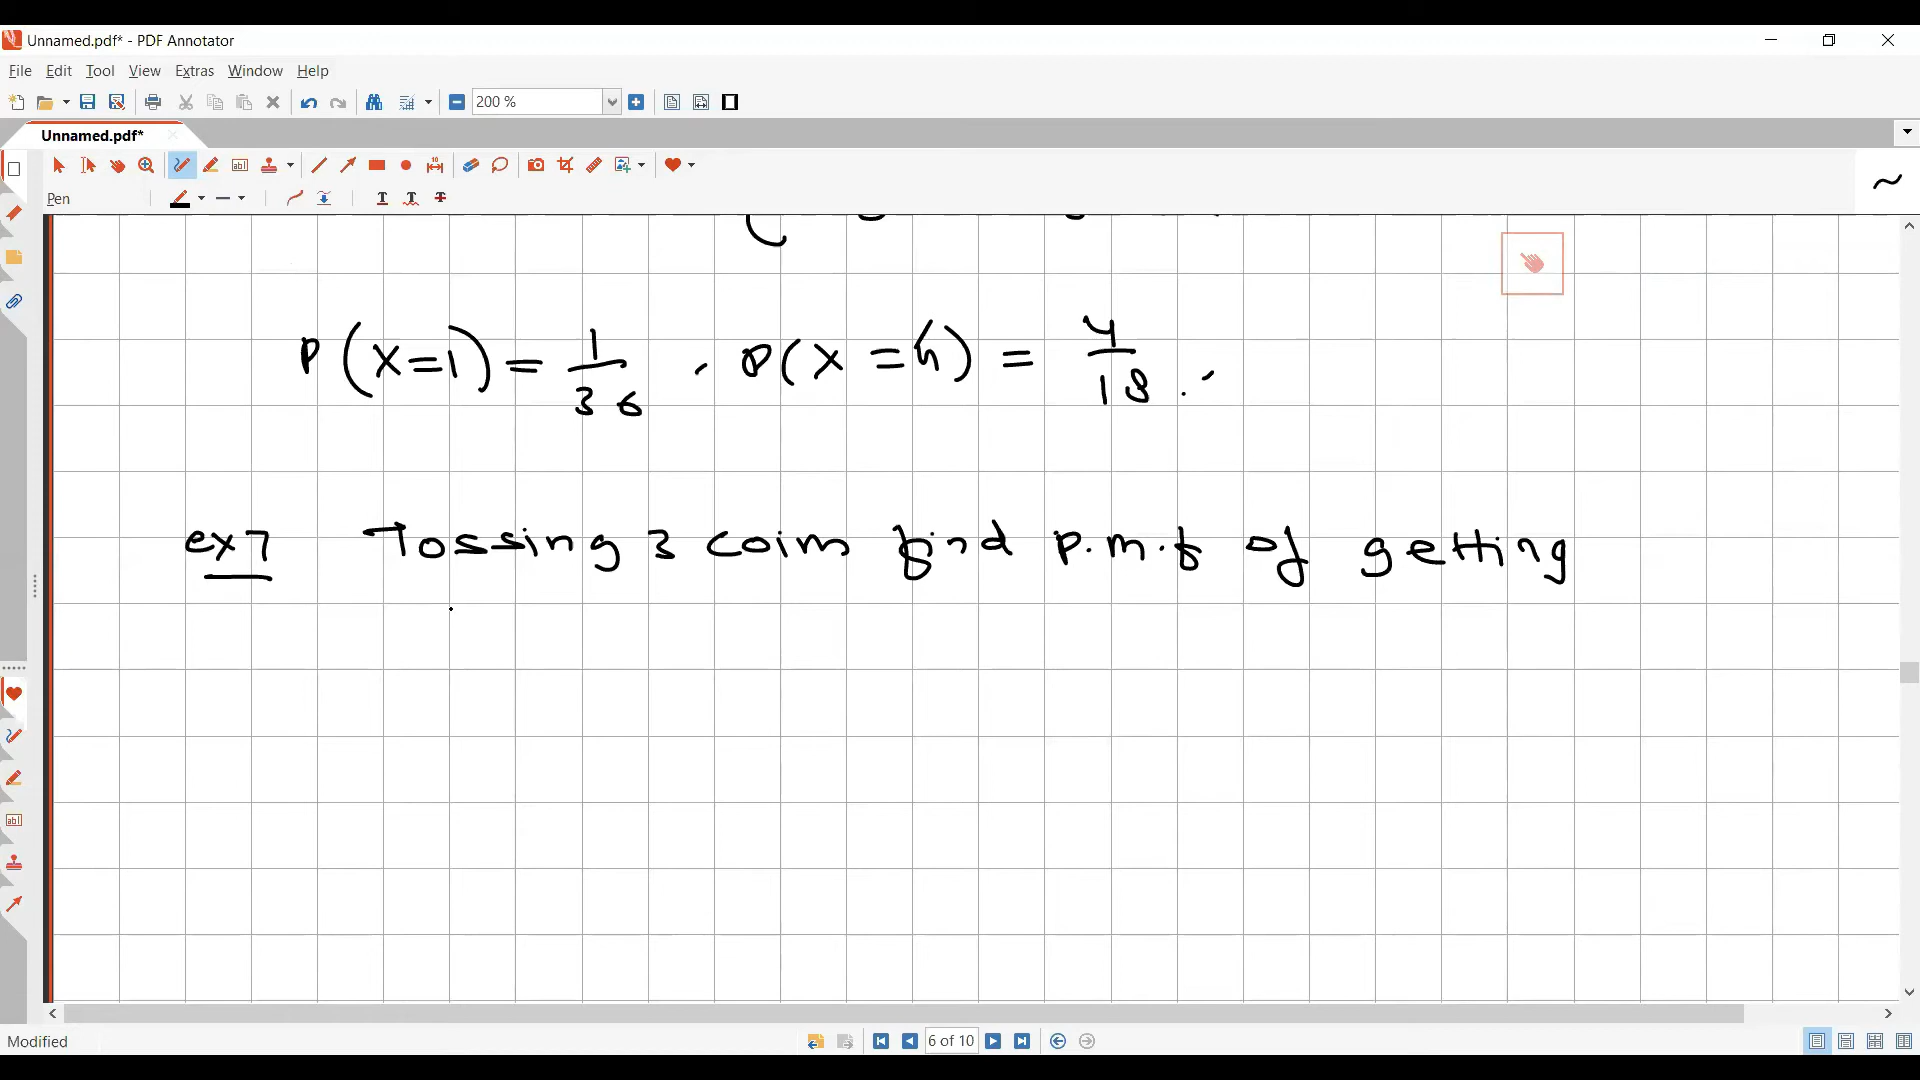 Unnamed.pdf* - PDF Annotator
File Edit Tool View Extras Window Help
200 %
Unnamed.pdf*
Pen
P(X=1) = 1/36 , P(X=4) = 4/18 .
ex7 Tossing 3 coins find p.m.f of getting
Modified
6 of 10